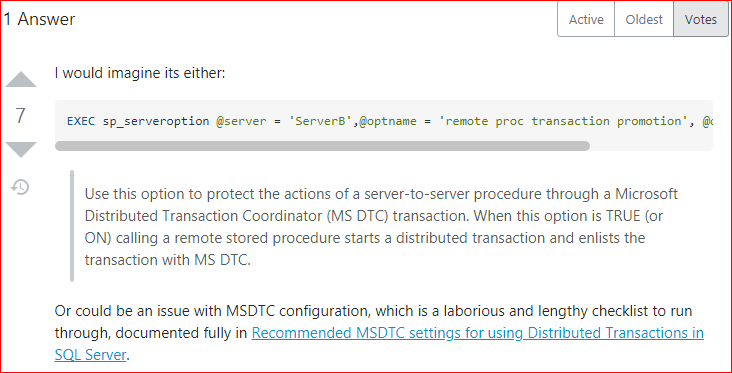 1 Answer
Active Oldest Votes
I would imagine its either:
7
EXEC sp_serveroption @server = 'ServerB',@optname = 'remote proc transaction promotion',
Use this option to protect the actions of a server-to-server procedure through a Microsoft
Distributed Transaction Coordinator (MS DTC) transaction. When this option is TRUE (or
ON) calling a remote stored procedure starts a distributed transaction and enlists the
transaction with MS DTC.
Or could be an issue with MSDTC configuration, which is a laborious and lengthy checklist to run
through, documented fully in Recommended MSDTC settings for using Distributed Transactions in
SQL Server.